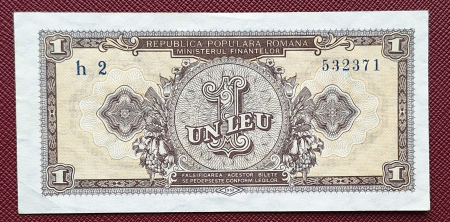 1 REPUBLICA POPULARA ROMANA 1
MINISTERUL FINANTELOR
h 2 532371
1
UN LEU
FALSIFICAREA ACESTOR BILETE
SE PEDEPSESTE CONFORM LEGILOR
1 1